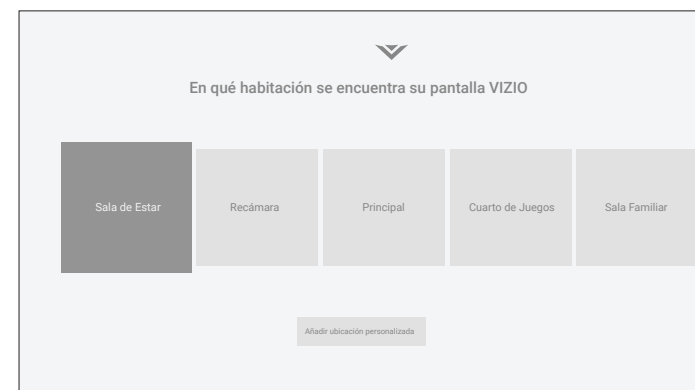 En qué habitación se encuentra su pantalla VIZIO
Sala de Estar
Recámara
Principal
Cuarto de Juegos
Sala Familiar
Añadir ubicación personalizada